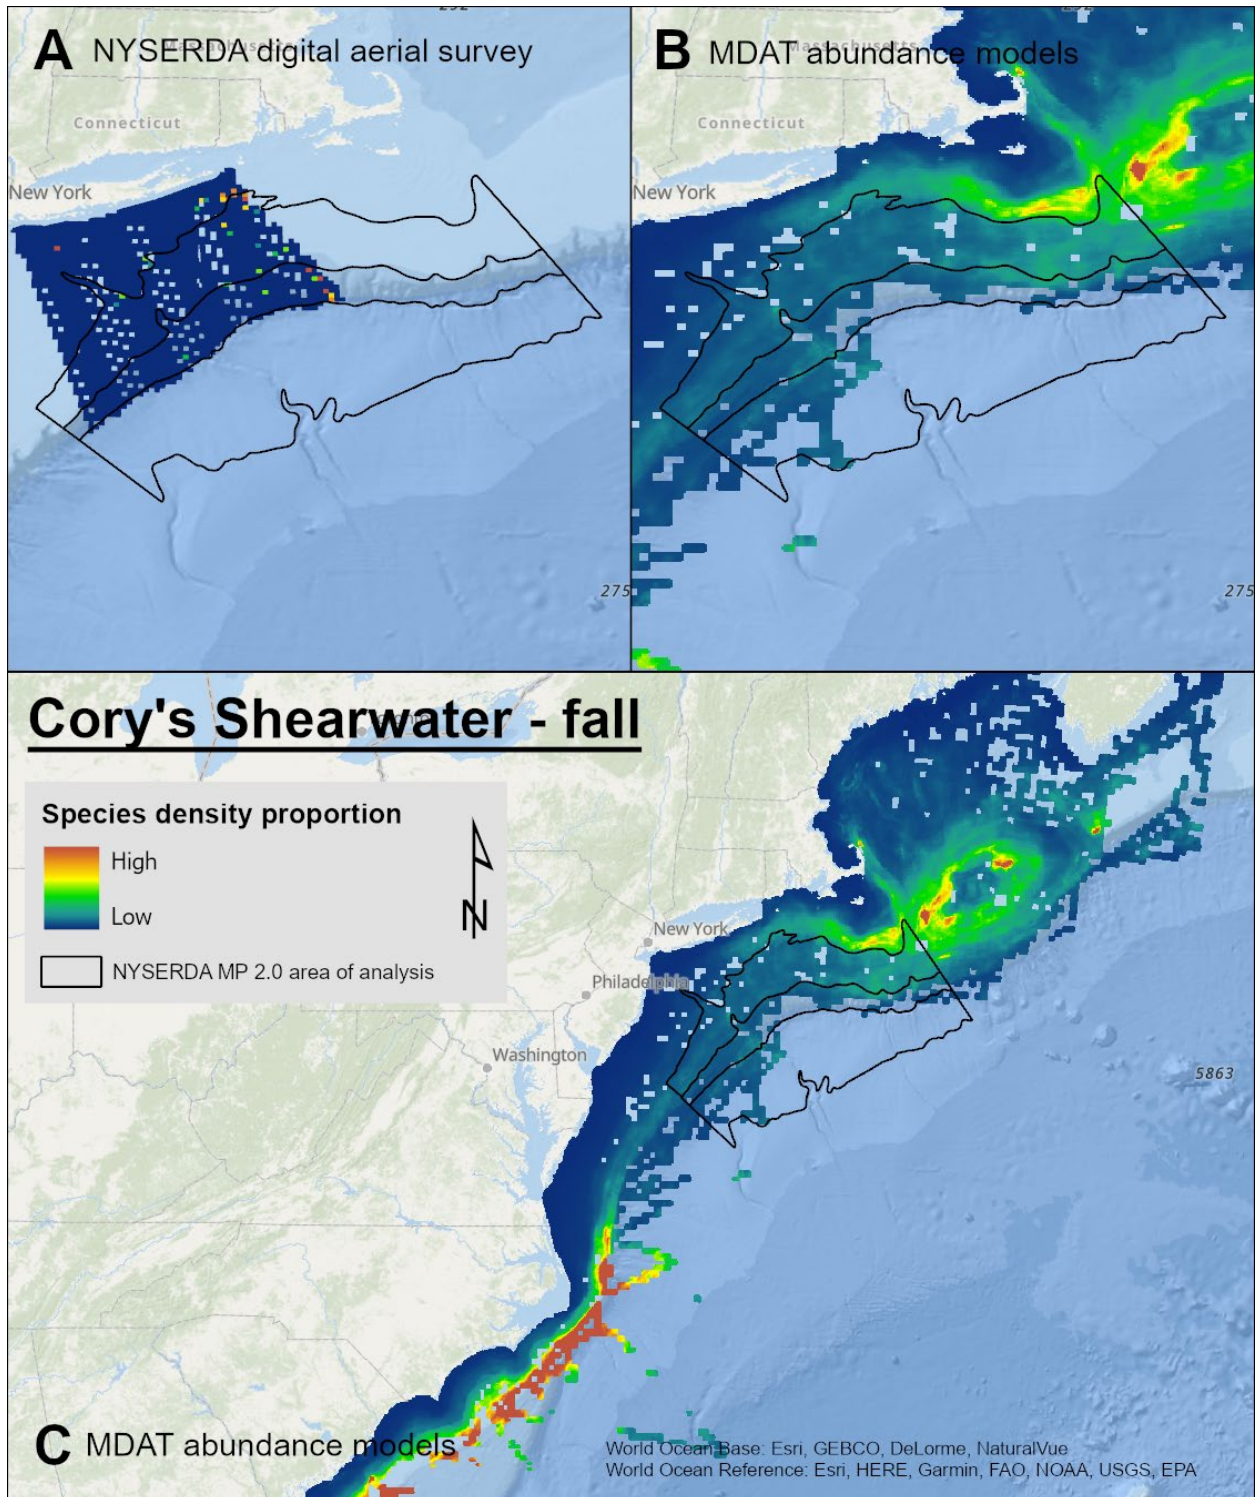 A NYSERDA digital aerial survey
Massachusetts
Connecticut
New York
275
B MDAT abundance models
Massachusetts
Connecticut
New York
275
Cory's Shearwater - fall
Species density proportion
High
Low
N
NYSERDA MP 2.0 area of analysis
New York
Philadelphia
Washington
5863
C MDAT abundance models
World Ocean Base: Esri, GEBCO, DeLorme, NaturalVue
World Ocean Reference: Esri, HERE, Garmin, FAO, NOAA, USGS, EPA